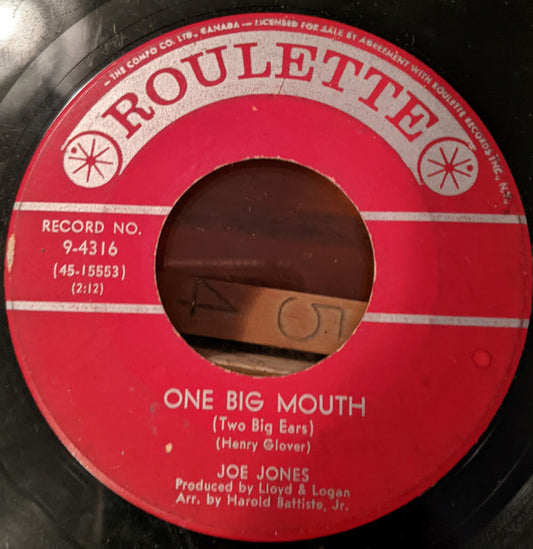 — THE COMPO CO. LTD., CANADA — LICENSED FOR SALE BY AGREEMENT WITH ROULETTE RECORDS INC., N.Y.
ROULETTE
RECORD NO.
9-4316
(45-15553)
(2:12)
45
ONE BIG MOUTH
(Two Big Ears)
(Henry Glover)
JOE JONES
Produced by Lloyd & Logan
Arr. by Harold Battiste, Jr.